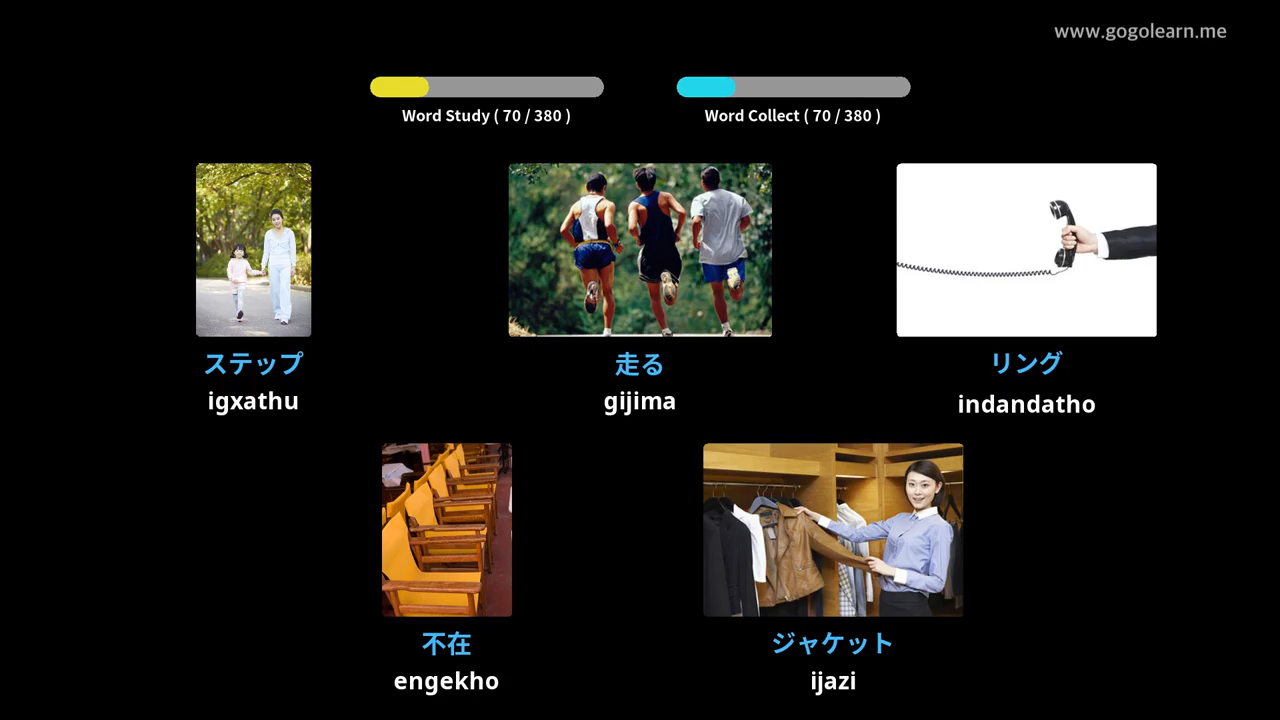 www.gogolearn.me
Word Study ( 70 / 380 )
Word Collect ( 70 / 380 )
ステップ
igxathu
走る
gijima
リング
indandatho
不在
engekho
ジャケット
ijazi